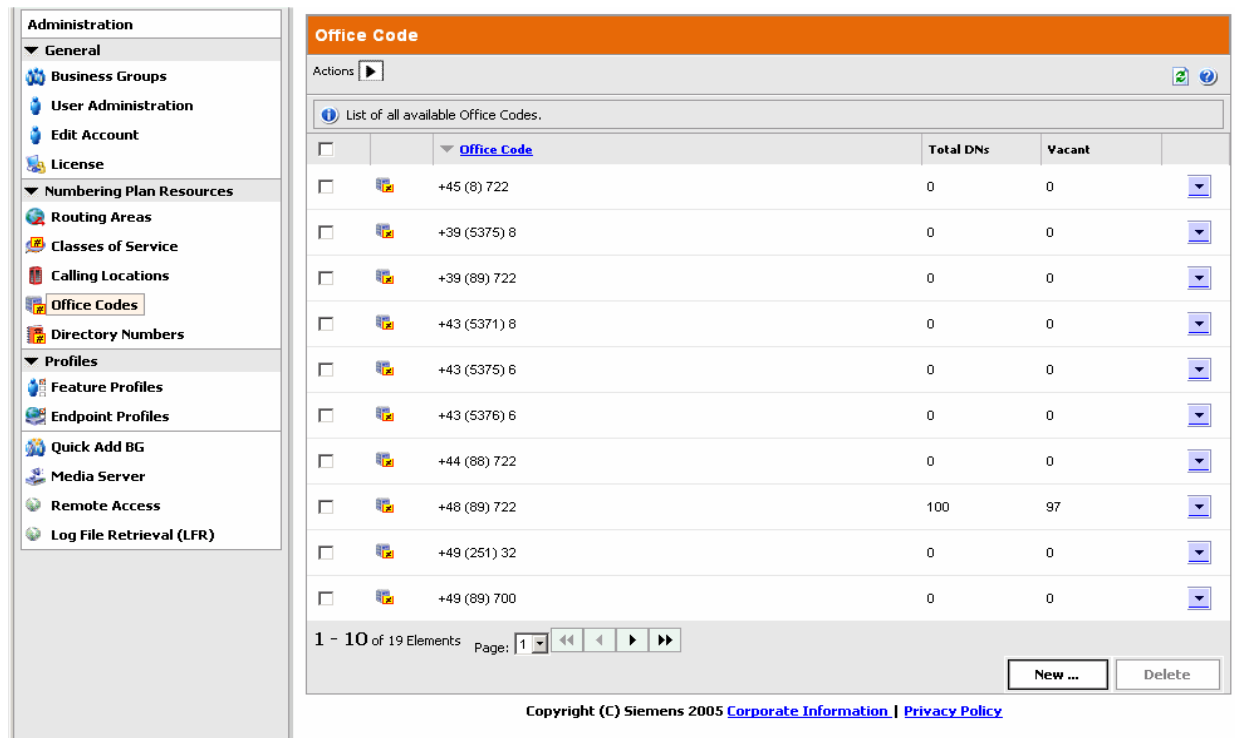 Administration
General
Business Groups
User Administration
Edit Account
License
Numbering Plan Resources
Routing Areas
Classes of Service
Calling Locations
Office Codes
Directory Numbers
Profiles
Feature Profiles
Endpoint Profiles
Quick Add BG
Media Server
Remote Access
Log File Retrieval (LFR)
Office Code
Actions
List of all available Office Codes.
Office Code Total DNs Vacant
+45 (8) 722 0 0
+39 (5375) 8 0 0
+39 (89) 722 0 0
+43 (5371) 8 0 0
+43 (5375) 6 0 0
+43 (5376) 6 0 0
+44 (88) 722 0 0
+48 (89) 722 100 97
+49 (251) 32 0 0
+49 (89) 700 0 0
1 - 10 of 19 Elements Page: 1
New ... Delete
Copyright (C) Siemens 2005 Corporate Information | Privacy Policy